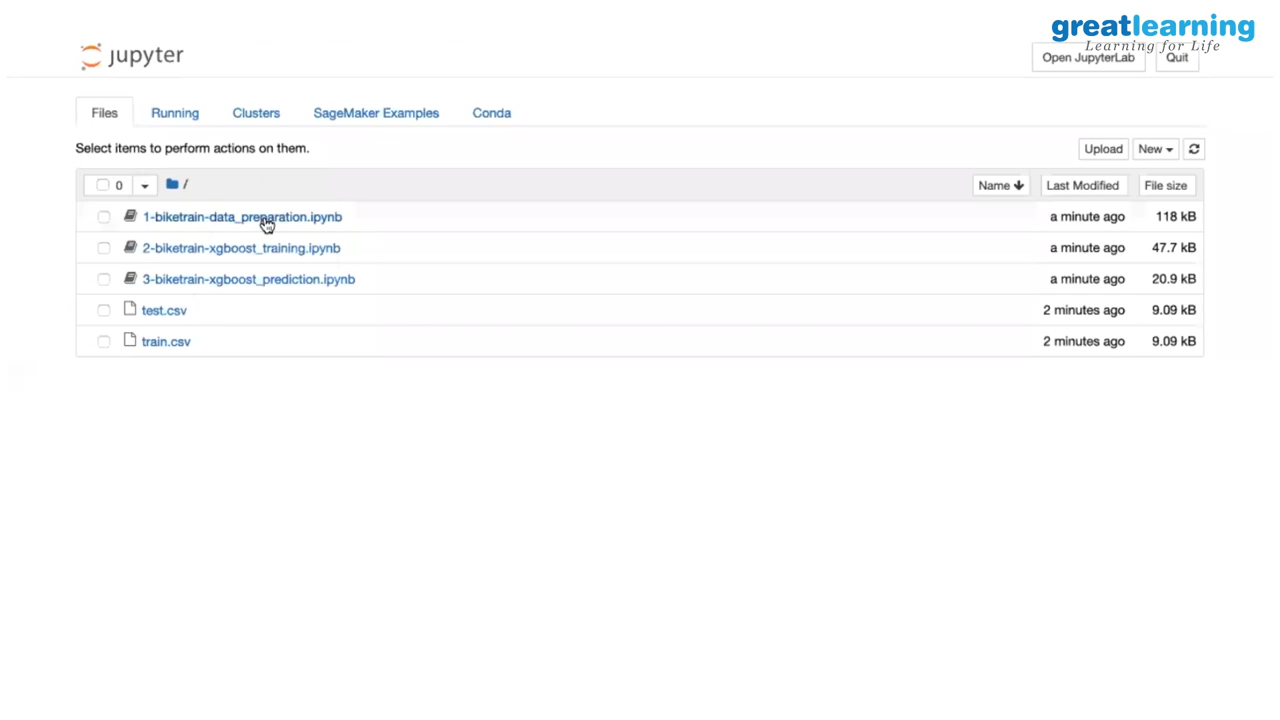 greatlearning
Learning for Life
jupyter
Open JupyterLab
Quit
Files
Running
Clusters
SageMaker Examples
Conda
Select items to perform actions on them.
Upload
New
0
/
Name
Last Modified
File size
1-biketrain-data_preparation.ipynb
a minute ago
118 kB
2-biketrain-xgboost_training.ipynb
a minute ago
47.7 kB
3-biketrain-xgboost_prediction.ipynb
a minute ago
20.9 kB
test.csv
2 minutes ago
9.09 kB
train.csv
2 minutes ago
9.09 kB